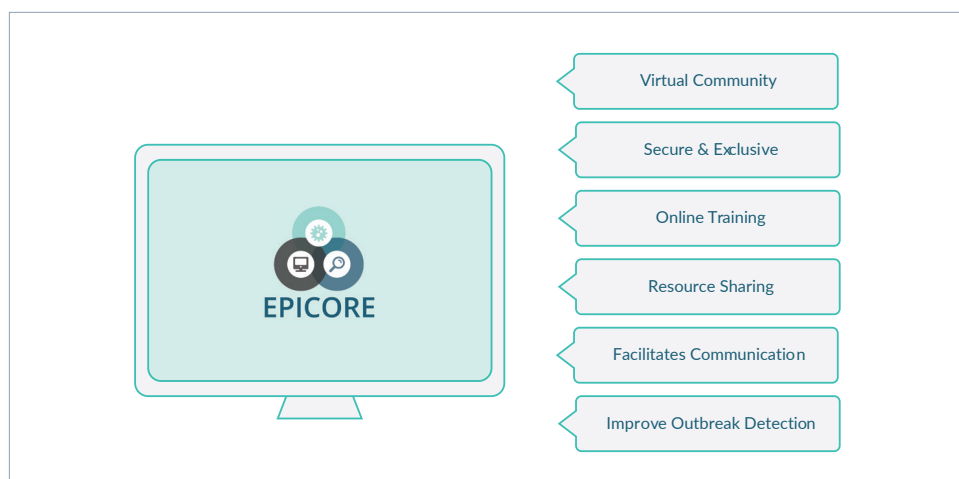 Virtual Community
Secure & Exclusive
Online Training
EPICORE
Resource Sharing
Facilitates Communication
Improve Outbreak Detection